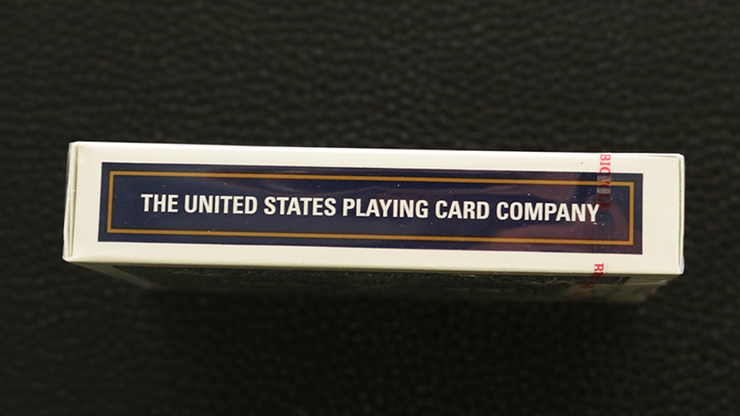 THE UNITED STATES PLAYING CARD COMPANY